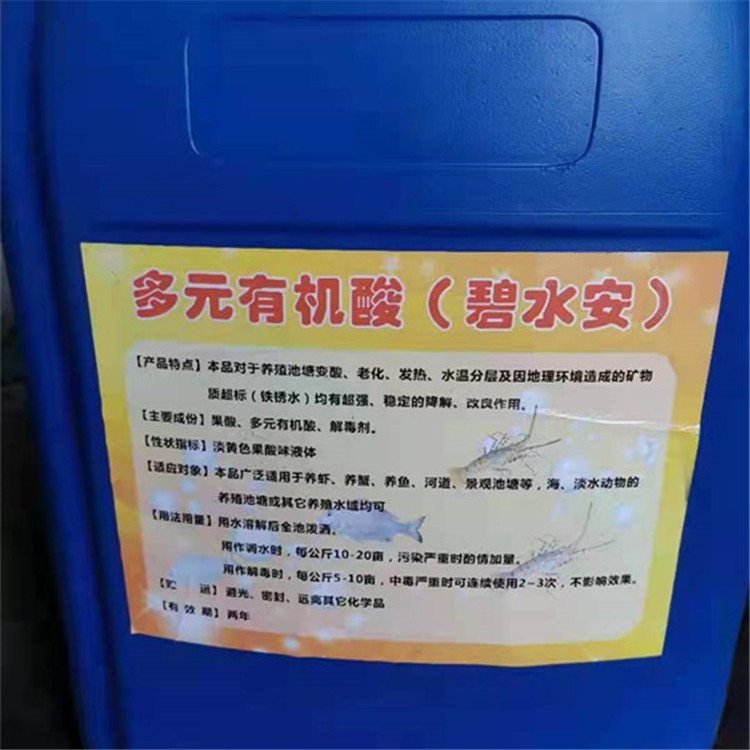 多元有机酸（碧水安）
【产品特点】本品对于养殖池塘变酸、老化、发热、水温分层及因地理环境造成的矿物
质超标（铁锈水）均有超强、稳定的降解、改良作用。
【主要成份】果酸、多元有机酸、解毒剂。
【性状指标】淡黄色果酸味液体
【适应对象】本品广泛适用于养虾、养蟹、养鱼、河道、景观池塘等，海、淡水动物的
养殖池塘或其它养殖水域均可
【用法用量】用水溶解后全池泼洒。
用作调水时，每公斤10-20亩，污染严重时酌情加量。
用作解毒时，每公斤5-10亩，中毒严重时可连续使用2~3次，不影响效果。
【贮 运】避光、密封、远离其它化学品
【有 效 期】两年